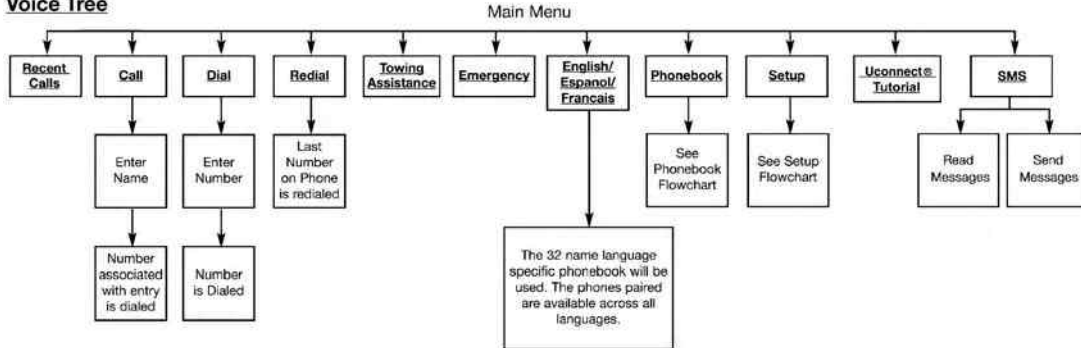 Voice Tree
Main Menu
Recent
Calls
Call
Dial
Redial
Towing
Assistance
Emergency
English/
Espanol/
Francais
Phonebook
Setup
Uconnect®
Tutorial
SMS
Enter
Name
Enter
Number
Last
Number
on Phone
is redialed
See
Phonebook
Flowchart
See Setup
Flowchart
Read
Messages
Send
Messages
Number
associated
with entry
is dialed
Number
is Dialed
The 32 name language
specific phonebook will be
used. The phones paired
are available across all
languages.